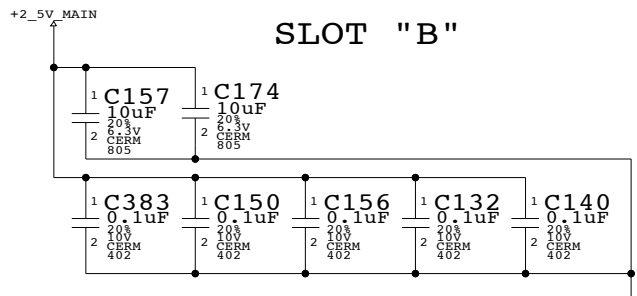 +2_5V_MAIN
SLOT "B"
1 C157
10uF
20%
2 6.3V
CERM
805
1 C174
10uF
20%
2 6.3V
CERM
805
1 C383
0.1uF
20%
2 10V
CERM
402
1 C150
0.1uF
20%
2 10V
CERM
402
1 C156
0.1uF
20%
2 10V
CERM
402
1 C132
0.1uF
20%
2 10V
CERM
402
1 C140
0.1uF
20%
2 10V
CERM
402